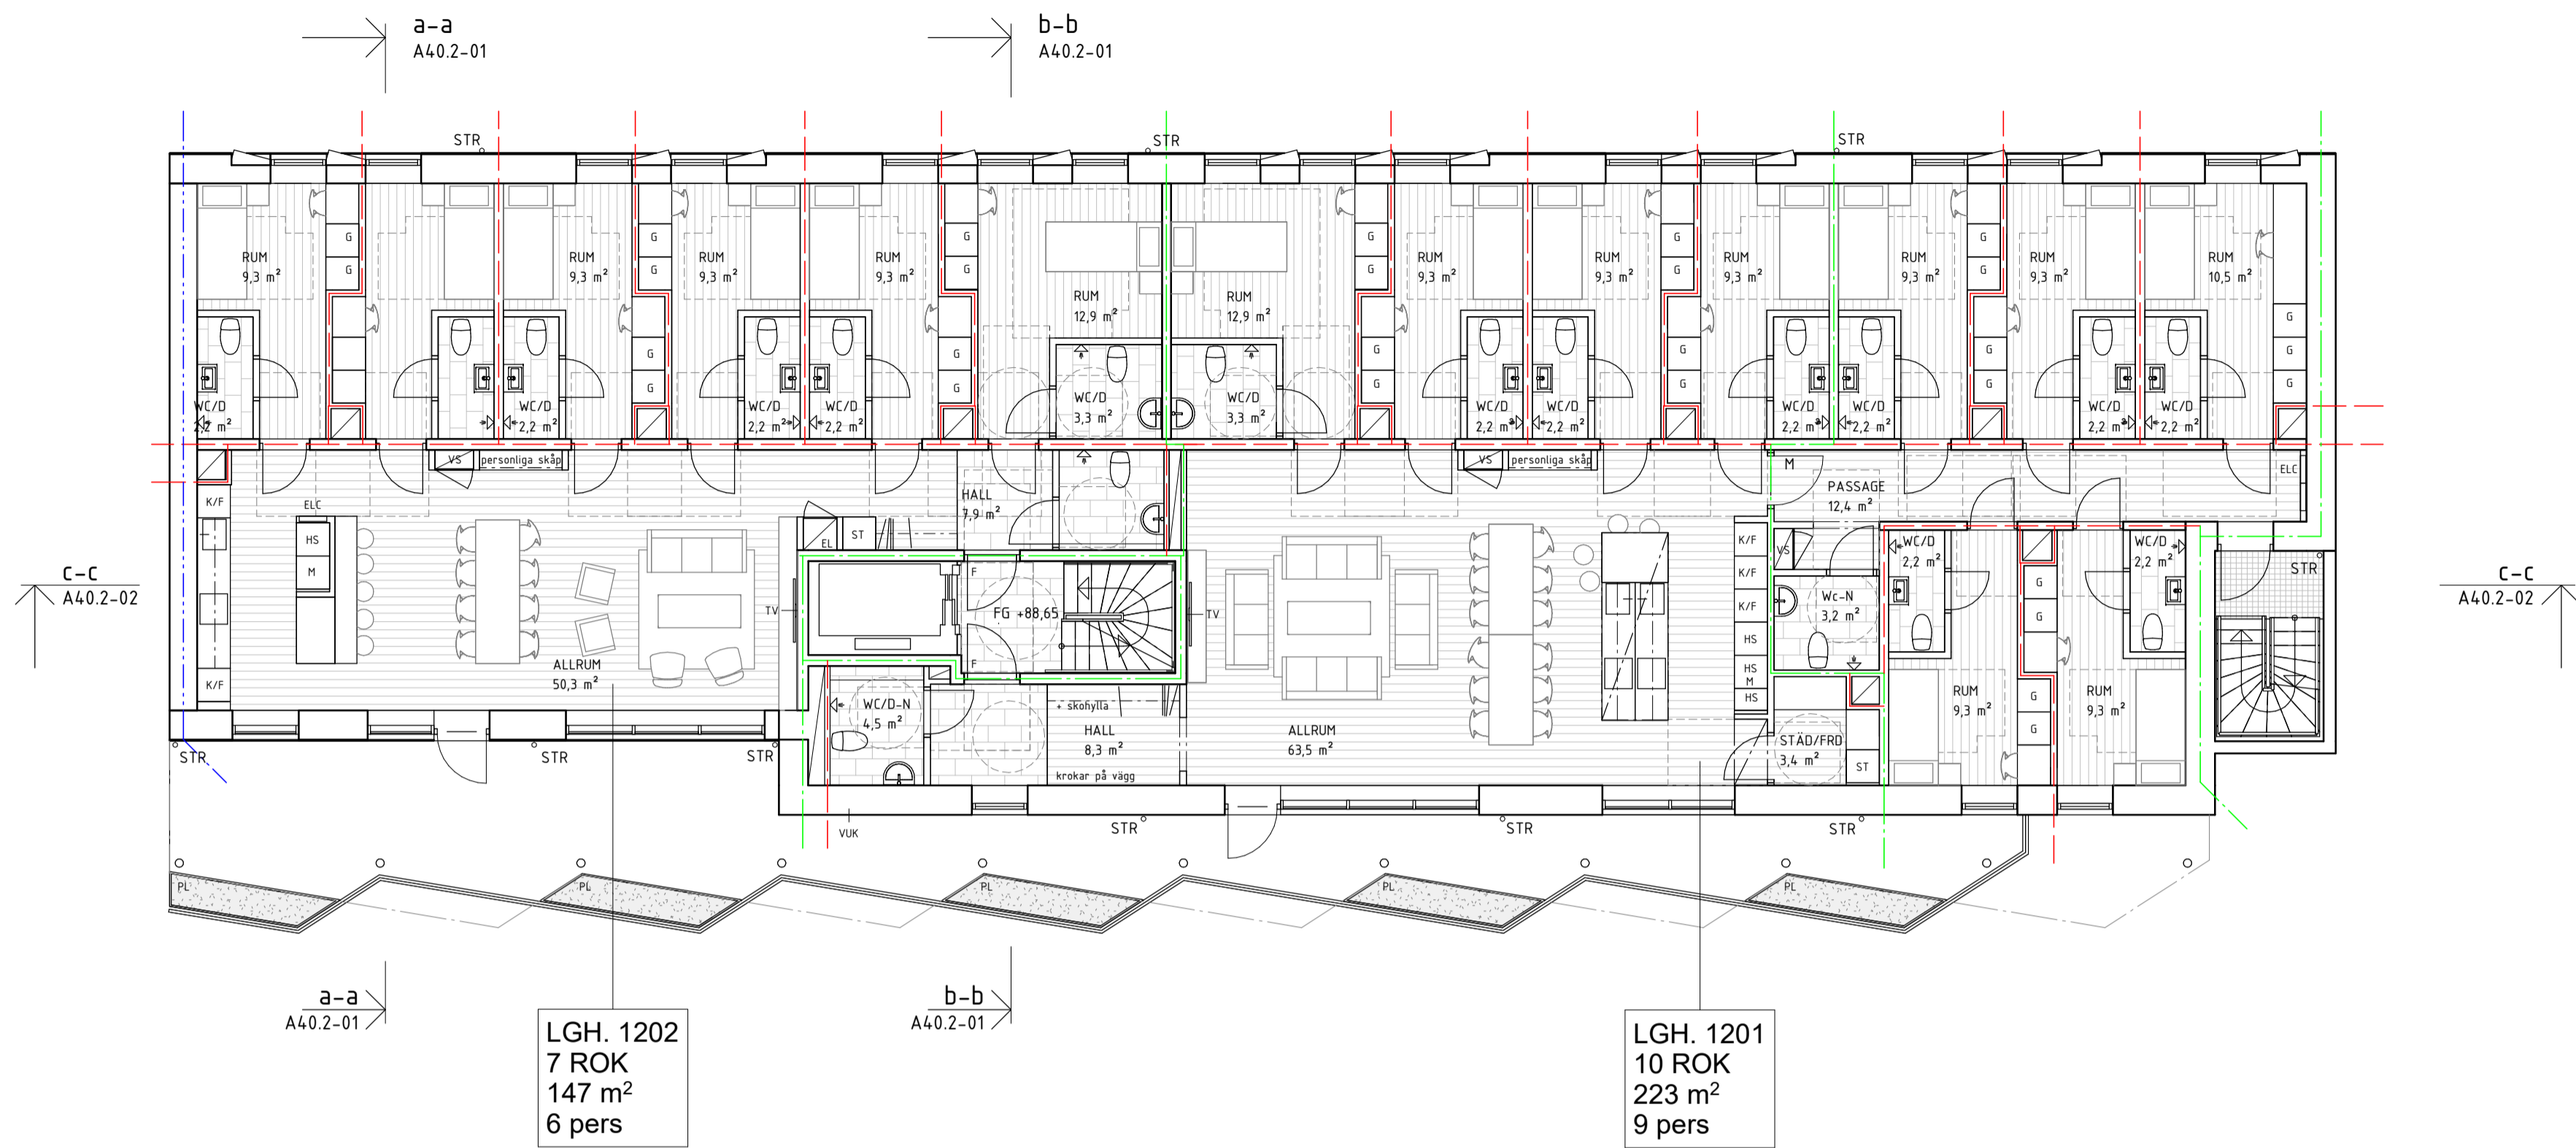 a-a
A40.2-01
b-b
A40.2-01
STR
STR
STR
G
G
G
G
G
G
G
G
G
G
RUM
9,3 m²
RUM
9,3 m²
RUM
9,3 m²
RUM
9,3 m²
RUM
12,9 m²
RUM
12,9 m²
RUM
9,3 m²
RUM
9,3 m²
RUM
9,3 m²
RUM
9,3 m²
RUM
9,3 m²
RUM
10,5 m²
G
G
G
G
G
G
G
G
G
G
G
G
G
WC/D
2,2 m²
WC/D
2,2 m²
WC/D
2,2 m²
WC/D
2,2 m²
WC/D
3,3 m²
WC/D
3,3 m²
WC/D
2,2 m²
WC/D
2,2 m²
WC/D
2,2 m²
WC/D
2,2 m²
WC/D
2,2 m²
WC/D
2,2 m²
VS
personliga skåp
VS
personliga skåp
M
ELC
K/F
ELC
HS
M
K/F
HALL
7,9 m²
EL
ST
PASSAGE
12,4 m²
K/F
K/F
K/F
HS
HS
M
HS
VS
WC/D
2,2 m²
WC/D
2,2 m²
STR
c-c
A40.2-02
c-c
A40.2-02
TV
F
FG +88,65
F
TV
Wc-N
3,2 m²
G
G
G
G
ALLRUM
50,3 m²
WC/D-N
4,5 m²
+ skohylla
HALL
8,3 m²
krokar på vägg
ALLRUM
63,5 m²
STÄD/FRD
3,4 m²
ST
RUM
9,3 m²
RUM
9,3 m²
STR
STR
STR
VUK
STR
STR
STR
PL
PL
PL
PL
PL
a-a
A40.2-01
b-b
A40.2-01
LGH. 1202
7 ROK
147 m²
6 pers
LGH. 1201
10 ROK
223 m²
9 pers